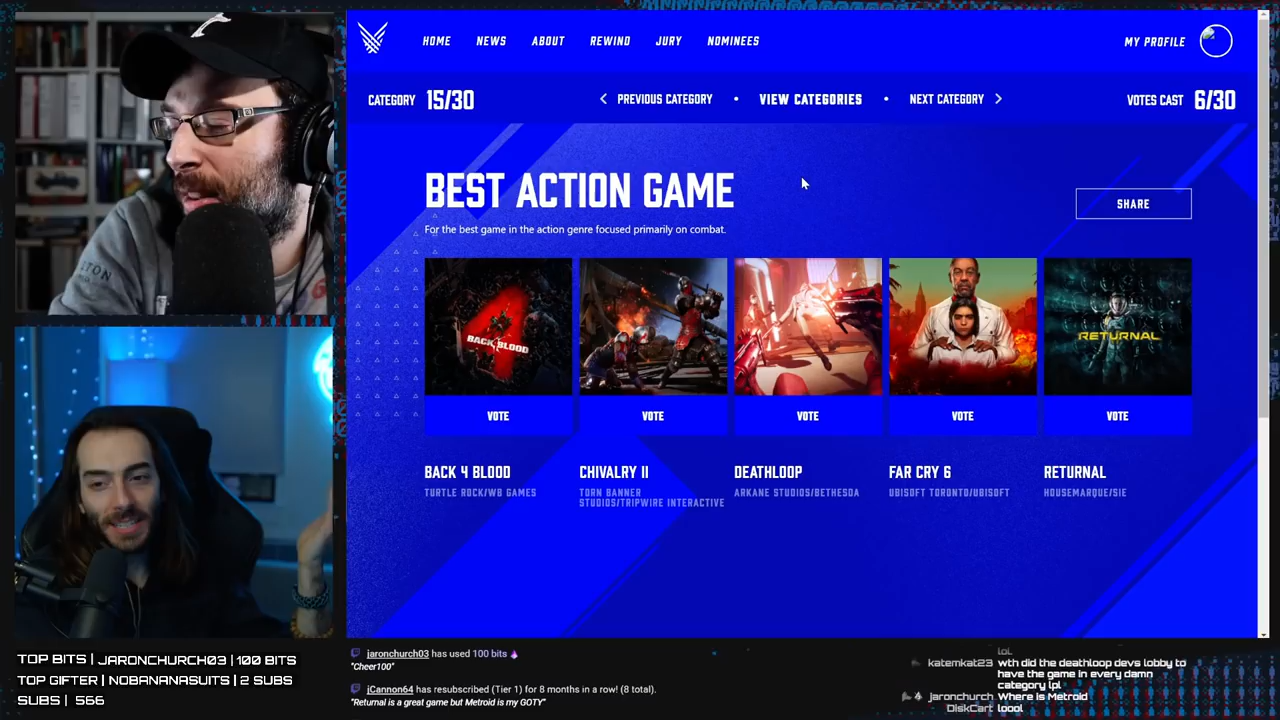 HOME NEWS ABOUT REWIND JURY NOMINEES MY PROFILE
CATEGORY 15/30 PREVIOUS CATEGORY • VIEW CATEGORIES • NEXT CATEGORY VOTES CAST 6/30
BEST ACTION GAME
SHARE
For the best game in the action genre focused primarily on combat.
BACK BLOOD
RETURNAL
VOTE VOTE VOTE VOTE VOTE
BACK 4 BLOOD
TURTLE ROCK/WB GAMES
CHIVALRY II
TORN BANNER
STUDIOS/TRIPWIRE INTERACTIVE
DEATHLOOP
ARKANE STUDIOS/BETHESDA
FAR CRY 6
UBISOFT TORONTO/UBISOFT
RETURNAL
HOUSEMARQUE/SIE
TOP BITS | JARONCHURCH03 | 100 BITS
TOP GIFTER | NOBANANASUITS | 2 SUBS
SUBS | 566
jaronchurch03 has used 100 bits
"Cheer100"
jCannon64 has resubscribed (Tier 1) for 8 months in a row! (8 total).
"Returnal is a great game but Metroid is my GOTY"
lol
katemkat23 wth did the deathloop devs lobby to
have the game in every damn
category lpl
4 jaronchurch Where is Metroid
DiskCart loool